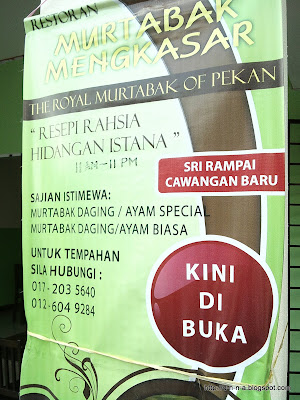 RESTORAN
MURTABAK
MENGKASAR
THE ROYAL MURTABAK OF PEKAN
“ RESEPI RAHSIA
HIDANGAN ISTANA ”
11 AM - 11 PM
SRI RAMPAI
CAWANGAN BARU
SAJIAN ISTIMEWA:
MURTABAK DAGING / AYAM SPECIAL
MURTABAK DAGING/AYAM BIASA
UNTUK TEMPAHAN
SILA HUBUNGI :
017- 203 5640
012-604 9284
KINI
DI
BUKA